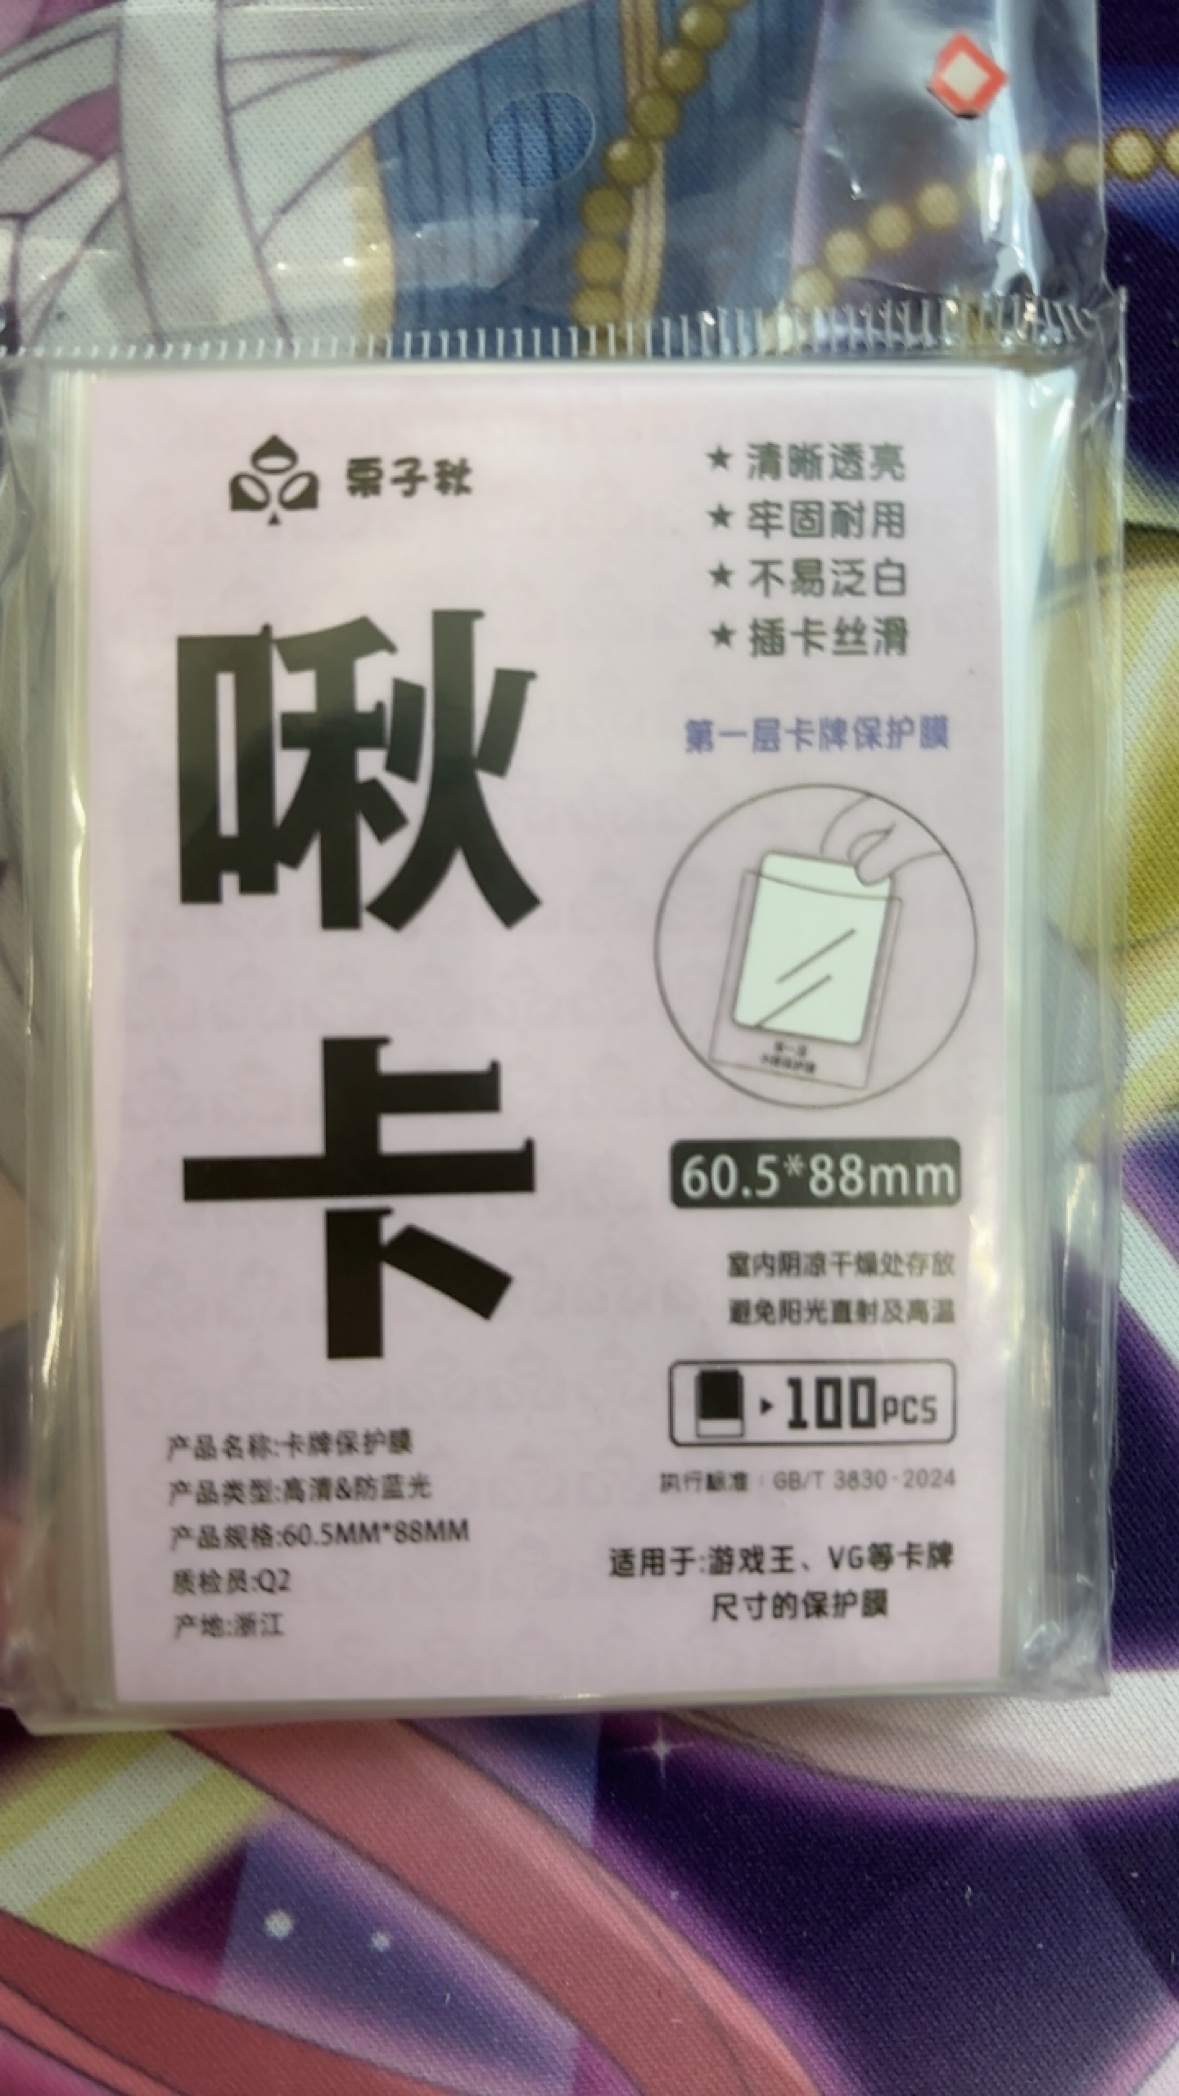 栗子秋
啾
卡
★ 清晰透亮
★ 牢固耐用
★ 不易泛白
★ 插卡丝滑
第一层卡牌保护膜
60.5*88mm
室内阴凉干燥处存放
避免阳光直射及高温
100PCS
执行标准：GB/T 3830-2024
适用于:游戏王、VG等卡牌
尺寸的保护膜
产品名称:卡牌保护膜
产品类型:高清&防蓝光
产品规格:60.5MM*88MM
质检员:Q2
产地:浙江